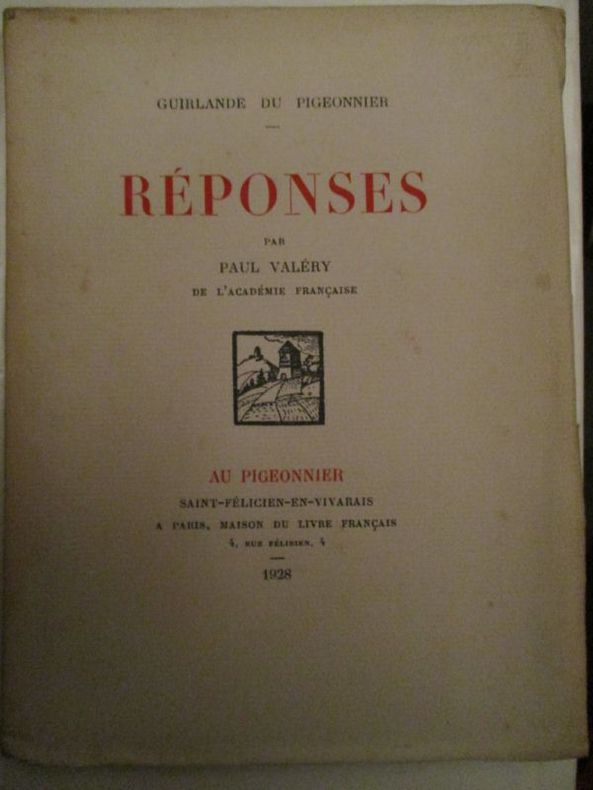 GUIRLANDE DU PIGEONNIER
RÉPONSES
PAR
PAUL VALÉRY
DE L'ACADÉMIE FRANÇAISE
AU PIGEONNIER
SAINT-FÉLICIEN-EN-VIVARAIS
A PARIS, MAISON DU LIVRE FRANÇAIS
4, RUE FÉLIBIEN, 4
1928